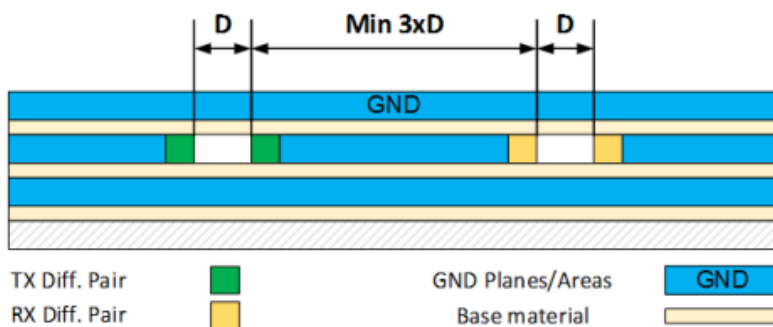 D Min 3xD D
GND
TX Diff. Pair GND Planes/Areas GND
RX Diff. Pair Base material